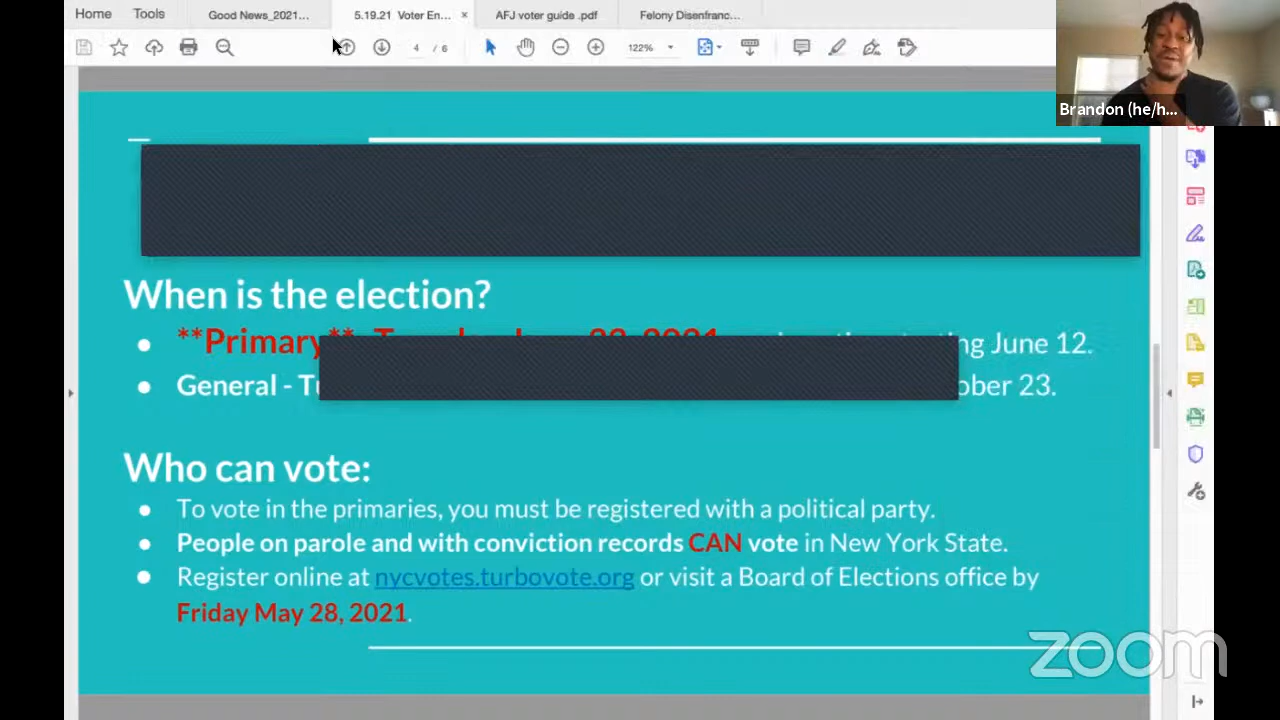 Home Tools Good News_2021... 5.19.21 Voter En... × AFJ voter guide .pdf Felony Disenfranc...
4 / 6 122%
Brandon (he/h...
When is the election?
**Primary** June 12.
General - 23.
Who can vote:
To vote in the primaries, you must be registered with a political party.
People on parole and with conviction records CAN vote in New York State.
Register online at nycvotes.turbovote.org or visit a Board of Elections office by
Friday May 28, 2021.
zoom